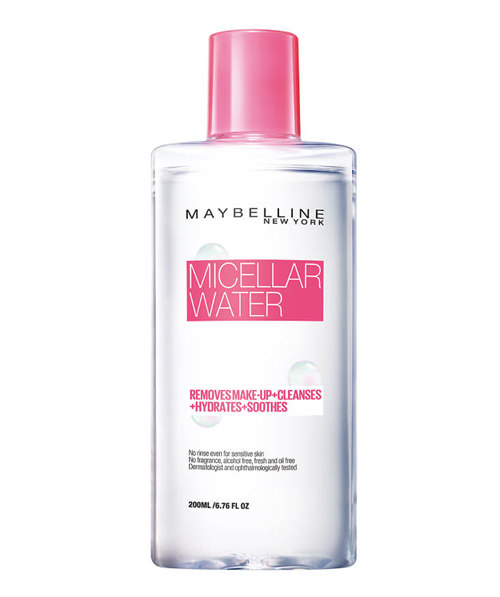 MAYBELLINE
NEW YORK
MICELLAR
WATER
REMOVES MAKE-UP+CLEANSES
+HYDRATES+SOOTHES
No rinse even for sensitive skin
No fragrance, alcohol free, fresh and oil free
Dermatologist and ophthalmologically tested
200ML /6.76 FL OZ